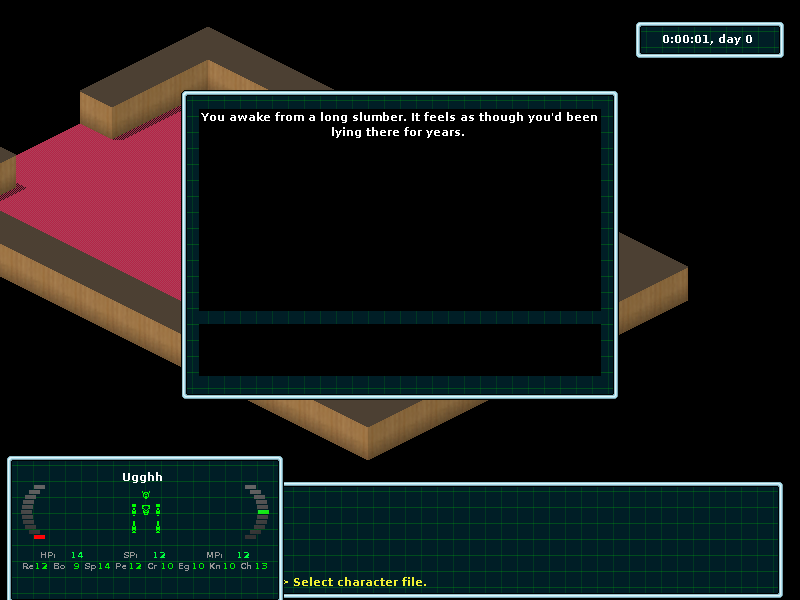 0:00:01, day 0
You awake from a long slumber. It feels as though you'd been
lying there for years.
Ugghh
HP: 14 SP: 12 MP: 12
Re 12 Bo 9 Sp 14 Pe 12 Cr 10 Eg 10 Kn 10 Ch 13
> Select character file.